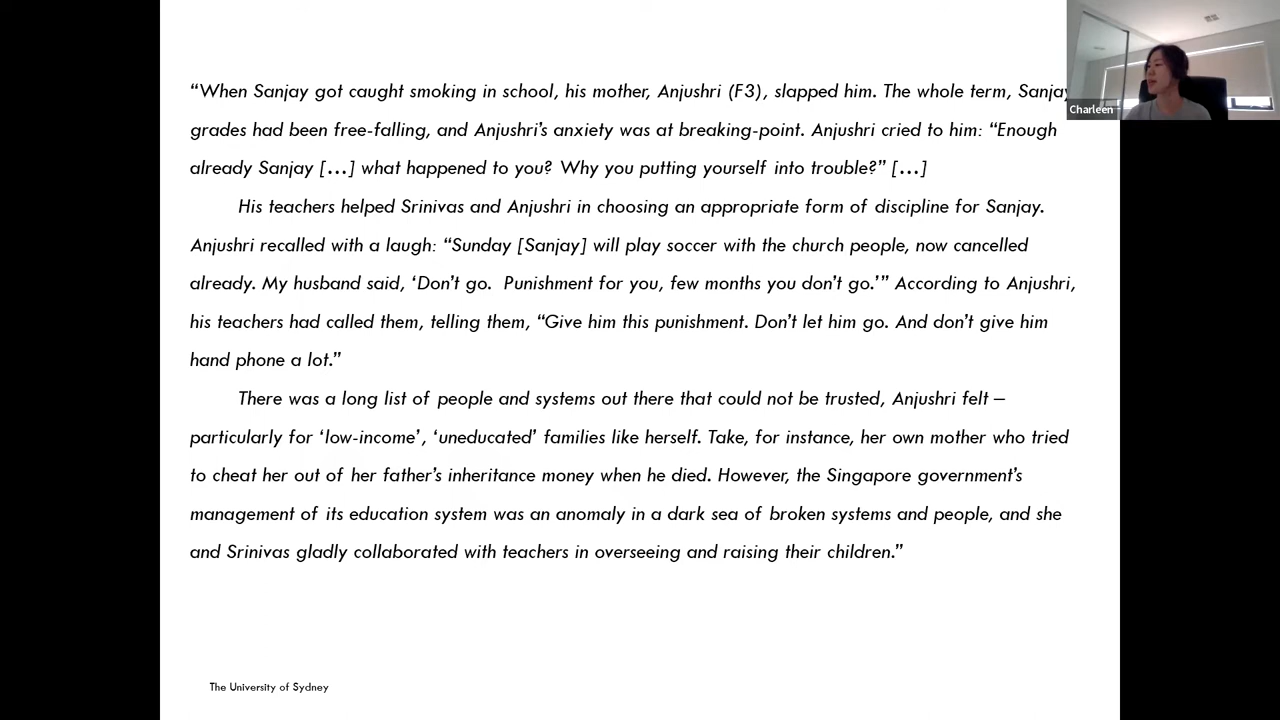 “When Sanjay got caught smoking in school, his mother, Anjushri (F3), slapped him. The whole term, Sanjay
grades had been free-falling, and Anjushri’s anxiety was at breaking-point. Anjushri cried to him: “Enough
already Sanjay […] what happened to you? Why you putting yourself into trouble?” […]
His teachers helped Srinivas and Anjushri in choosing an appropriate form of discipline for Sanjay.
Anjushri recalled with a laugh: “Sunday [Sanjay] will play soccer with the church people, now cancelled
already. My husband said, ‘Don’t go. Punishment for you, few months you don’t go.’” According to Anjushri,
his teachers had called them, telling them, “Give him this punishment. Don’t let him go. And don’t give him
hand phone a lot.”
There was a long list of people and systems out there that could not be trusted, Anjushri felt –
particularly for ‘low-income’, ‘uneducated’ families like herself. Take, for instance, her own mother who tried
to cheat her out of her father’s inheritance money when he died. However, the Singapore government’s
management of its education system was an anomaly in a dark sea of broken systems and people, and she
and Srinivas gladly collaborated with teachers in overseeing and raising their children.”
The University of Sydney
Charleen